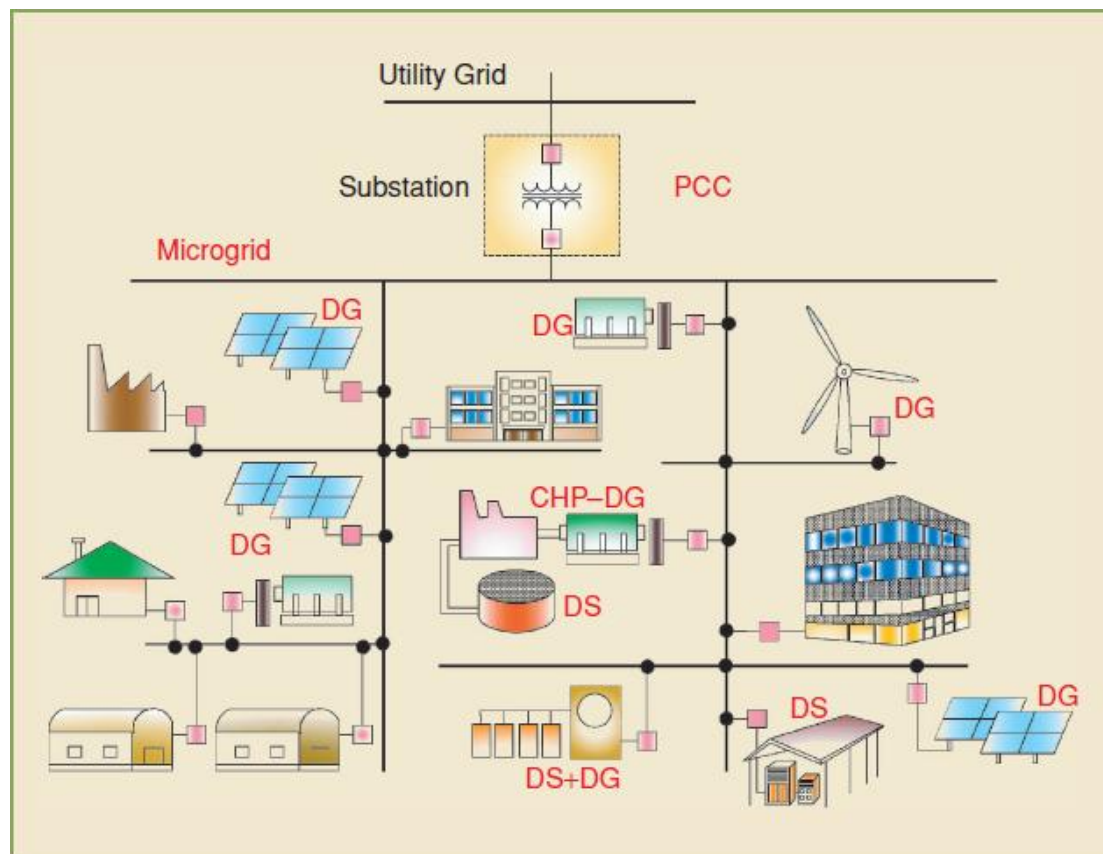 Utility Grid
Substation
PCC
Microgrid
DG
DG
DG
DG
CHP–DG
DS
DS+DG
DS
DG